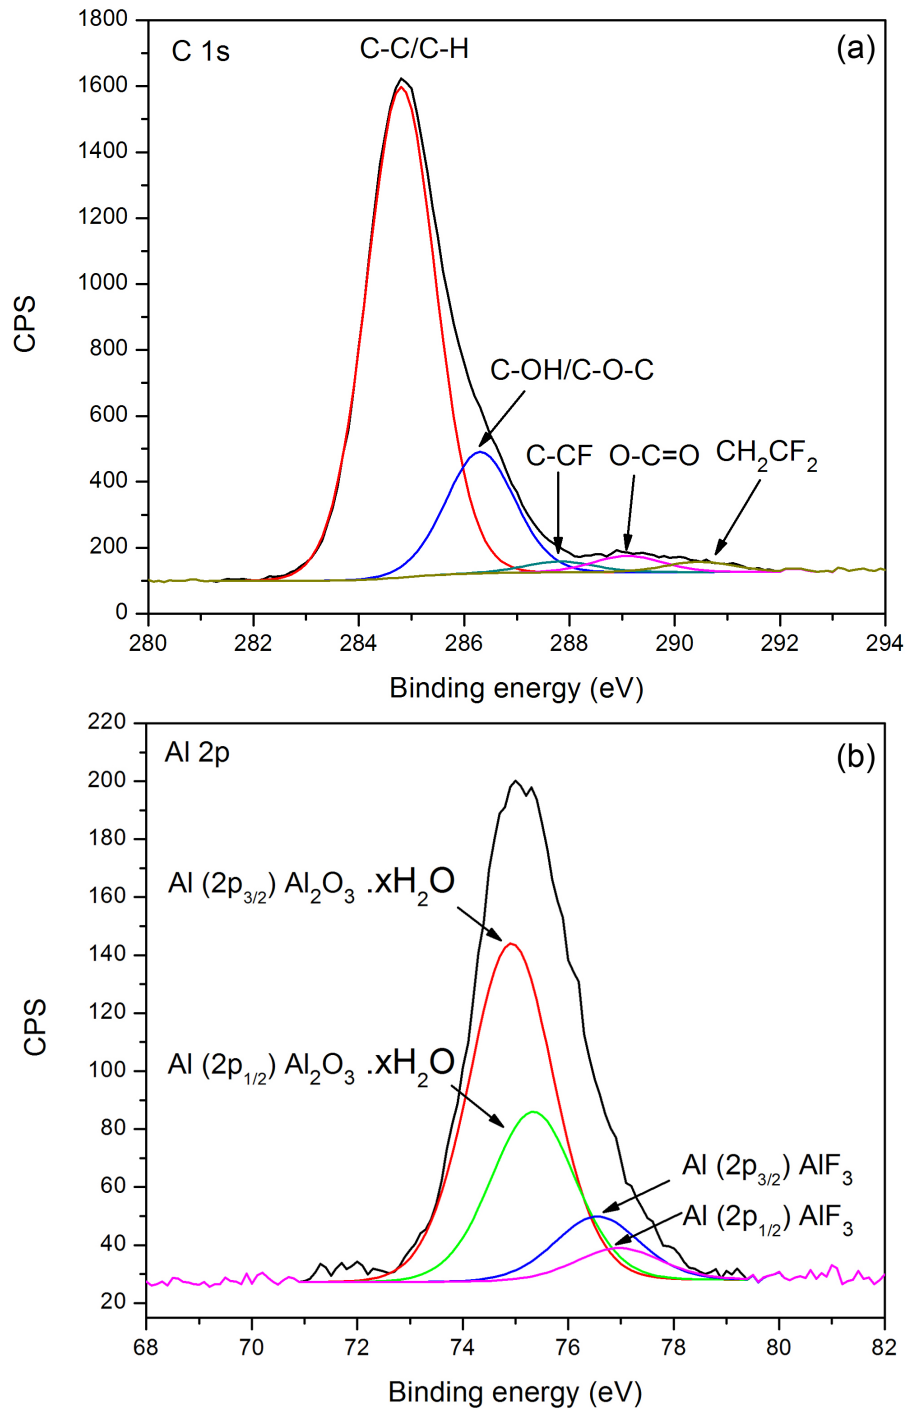 C 1s
C-C/C-H
(a)
1800
1600
1400
1200
1000
800
600
400
200
0
CPS
C-OH/C-O-C
C-CF
O-C=O
CH₂CF₂
280
282
284
286
288
290
292
294
Binding energy (eV)
Al 2p
(b)
220
200
180
160
140
120
100
80
60
40
20
CPS
Al (2p₃/₂) Al₂O₃ .xH₂O
Al (2p₁/₂) Al₂O₃ .xH₂O
Al (2p₃/₂) AlF₃
Al (2p₁/₂) AlF₃
68
70
72
74
76
78
80
82
Binding energy (eV)